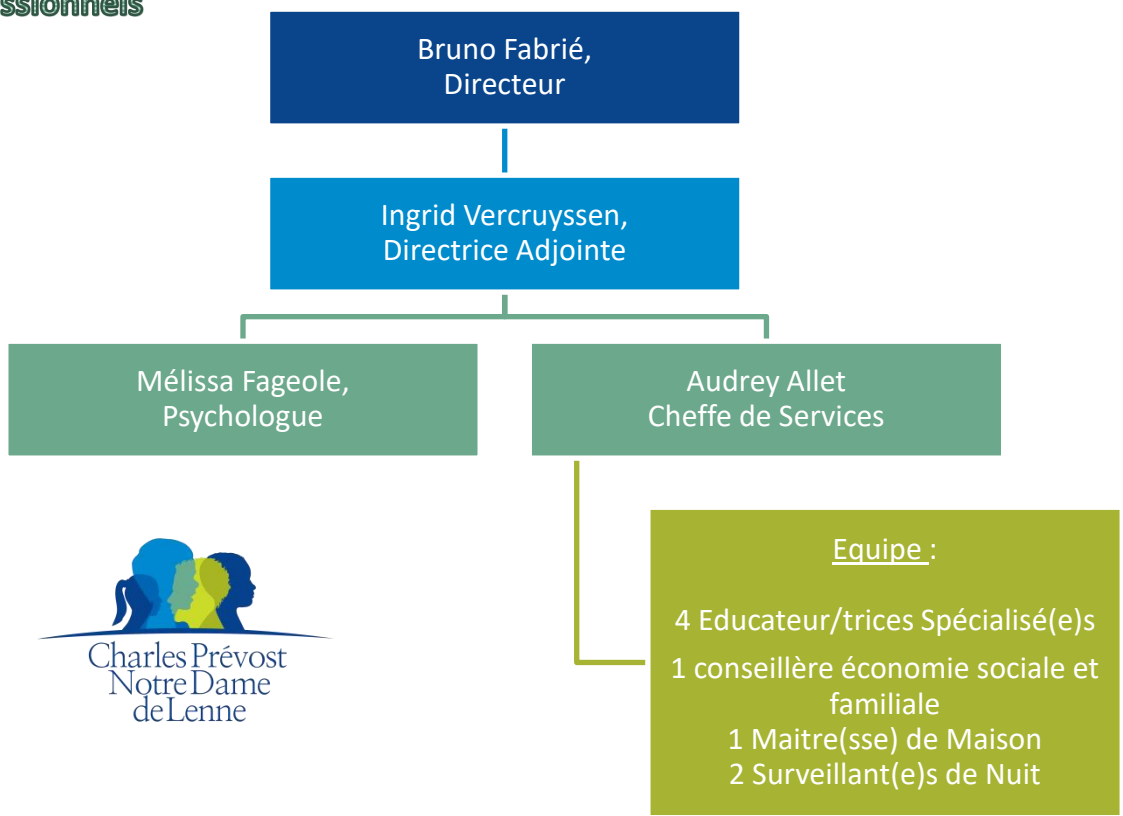 ssionnels
Bruno Fabrié,
Directeur
Ingrid Vercruyssen,
Directrice Adjointe
Mélissa Fageole,
Psychologue
Audrey Allet
Cheffe de Services
Equipe :
4 Educateur/trices Spécialisé(e)s
1 conseillère économie sociale et
familiale
1 Maitre(sse) de Maison
2 Surveillant(e)s de Nuit
Charles Prévost
Notre Dame
de Lenne